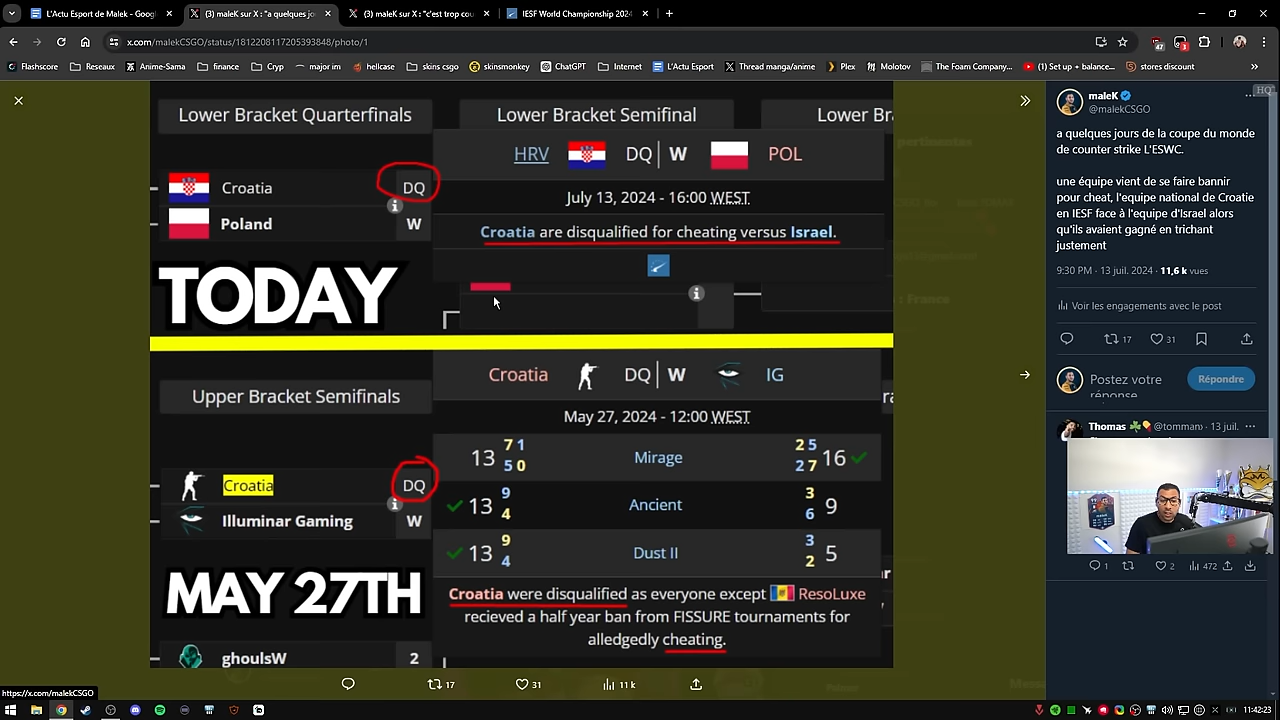 L'Actu Esport de Malek - Googl
(3) maleK sur X : "a quelques jo
(3) maleK sur X : "c'est trop cou
IESF World Championship 2024
x.com/malekCSGO/status/1812208117205393848/photo/1
Flashscore
Reseaux
Anime-Sama
finance
Cryp
major im
hellcase
skins csgo
skinsmonkey
ChatGPT
Internet
L'Actu Esport
Thread manga/anime
Plex
Molotov
The Foam Company...
(1) Set up + balance...
stores discount
Lower Bracket Quarterfinals
Lower Bracket Semifinal
Lower Br
HRV DQ W POL
Croatia DQ
Poland W
July 13, 2024 - 16:00 WEST
Croatia are disqualified for cheating versus Israel.
TODAY
Upper Bracket Semifinals
Croatia DQ W IG
May 27, 2024 - 12:00 WEST
Croatia DQ
Illuminar Gaming W
13 7 1 5 0 Mirage 2 5 2 7 16
13 9 4 Ancient 3 6 9
13 9 4 Dust II 3 2 5
MAY 27TH
Croatia were disqualified as everyone except ResoLuxe
recieved a half year ban from FISSURE tournaments for
alledgedly cheating.
ghoulsW 2
17
31
11 k
https://x.com/malekCSGO
HQ
maleK
@malekCSGO
a quelques jours de la coupe du monde
de counter strike L'ESWC.
une équipe vient de se faire bannir
pour cheat, l'equipe national de Croatie
en IESF face à l'equipe d'Israel alors
qu'ils avaient gagné en trichant
justement
9:30 PM · 13 juil. 2024 · 11,6 k vues
Voir les engagements avec le post
17
31
Postez votre
réponse
Répondre
Thomas @tomman · 13 juil.
1
2
472
11:42:23